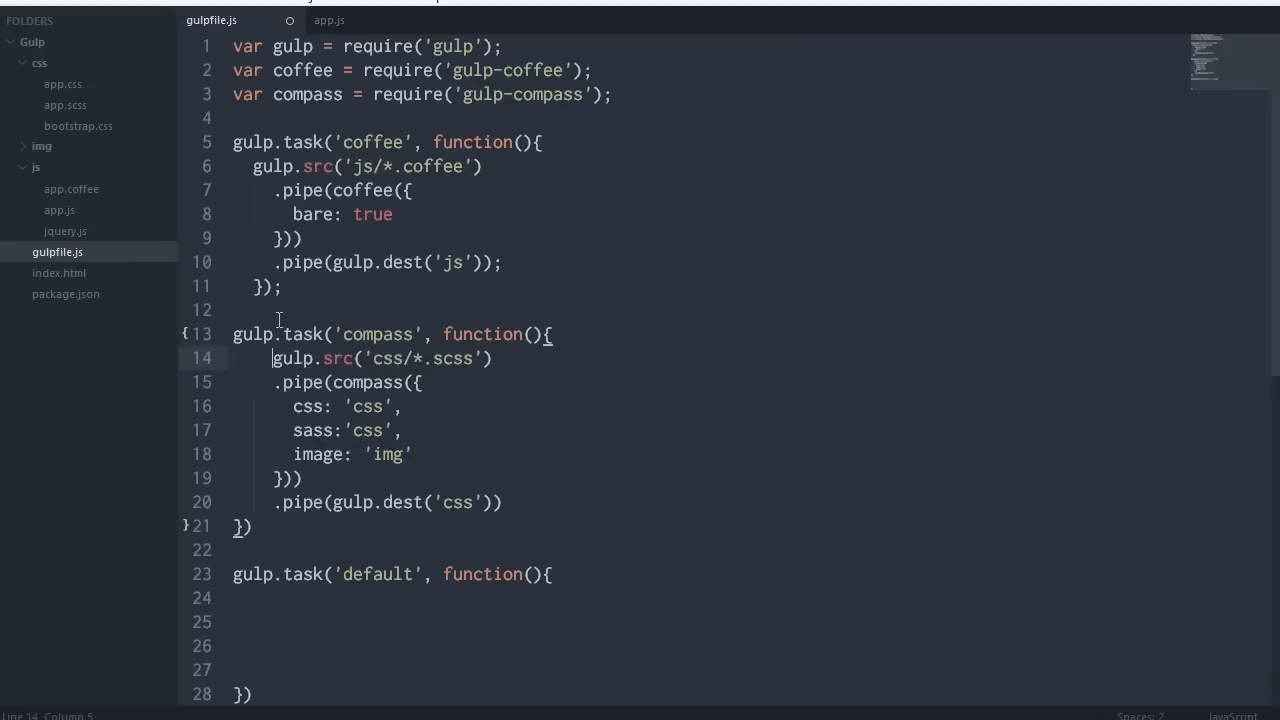 FOLDERS
Gulp
css
app.css
app.scss
bootstrap.css
img
js
app.coffee
app.js
jquery.js
gulpfile.js
index.html
package.json
gulpfile.js app.js
1 var gulp = require('gulp');
2 var coffee = require('gulp-coffee');
3 var compass = require('gulp-compass');
4
5 gulp.task('coffee', function(){
6 gulp.src('js/*.coffee')
7 .pipe(coffee({
8 bare: true
9 }))
10 .pipe(gulp.dest('js'));
11 });
12
{ 13 gulp.task('compass', function(){
14 gulp.src('css/*.scss')
15 .pipe(compass({
16 css: 'css',
17 sass:'css',
18 image: 'img'
19 }))
20 .pipe(gulp.dest('css'))
} 21 })
22
23 gulp.task('default', function(){
24
25
26
27
28 })
Line 14, Column 5 Spaces: 2 JavaScript